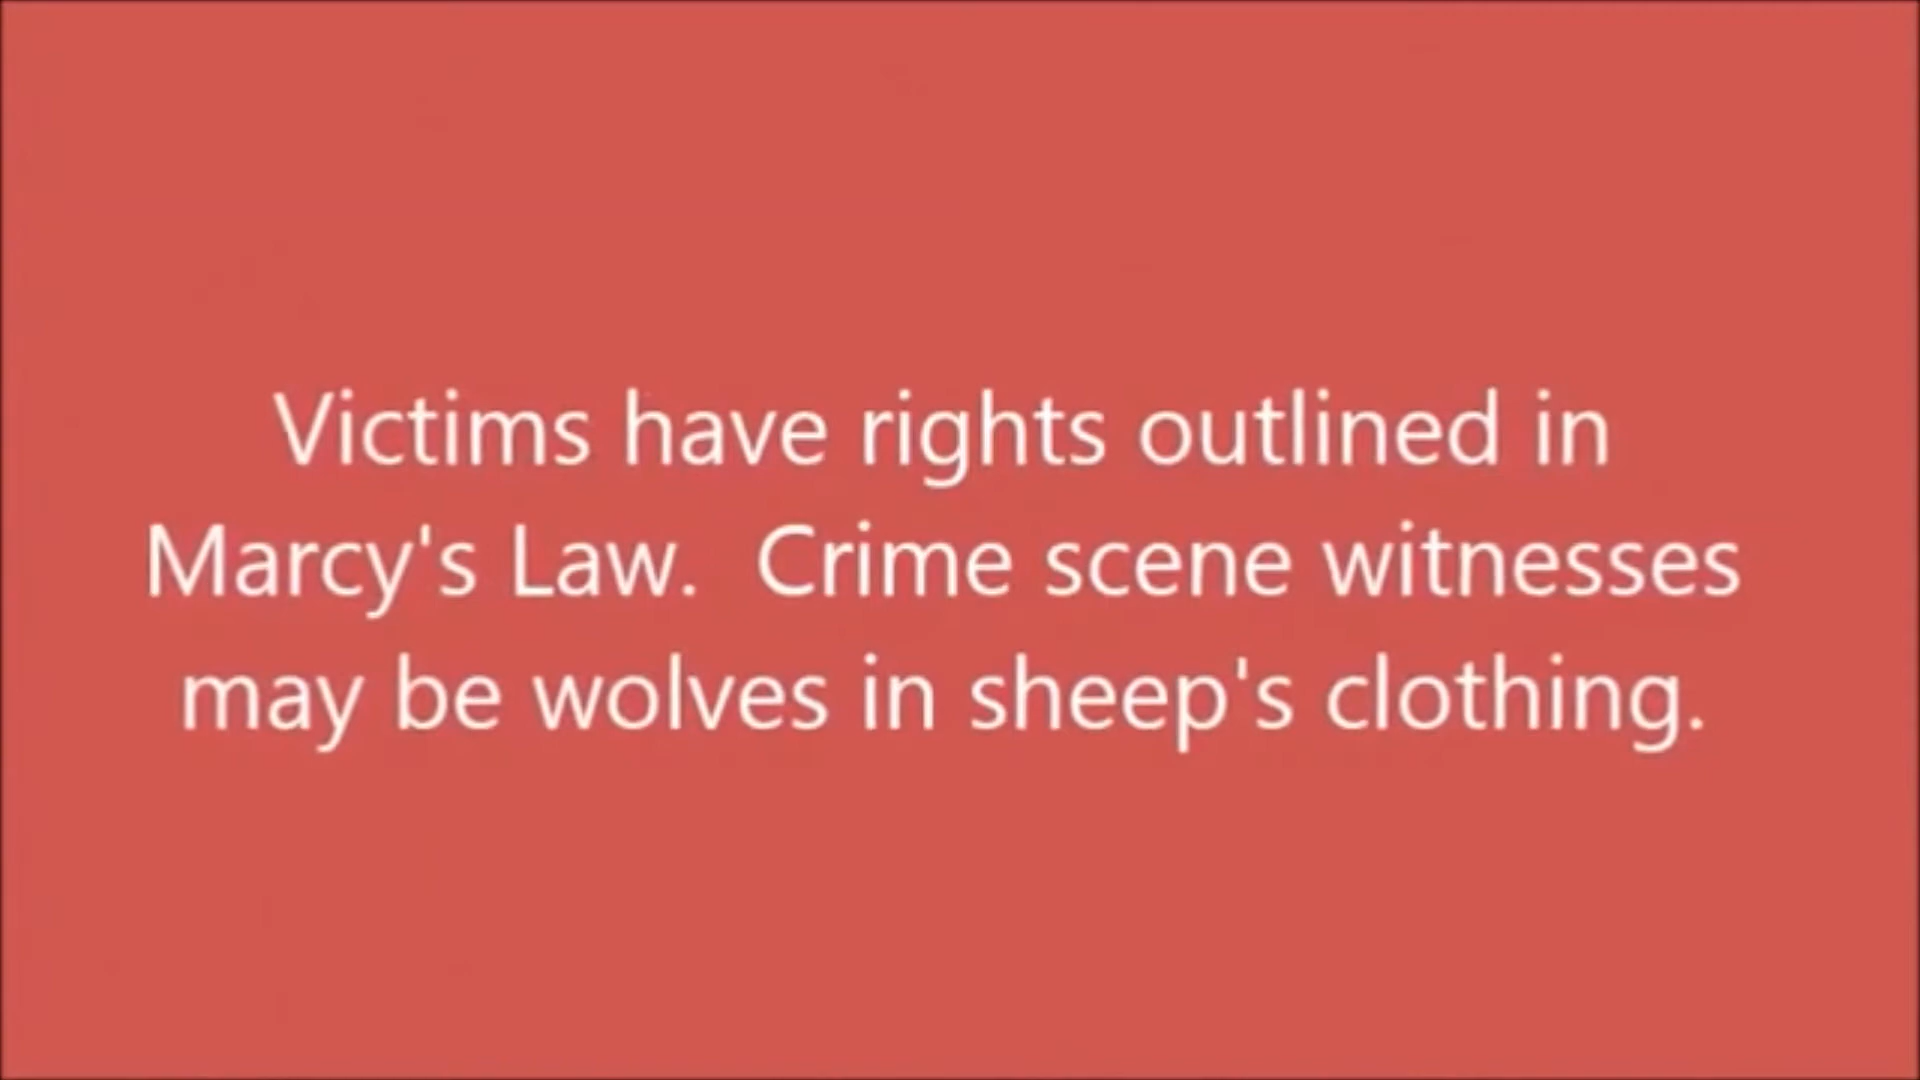 Victims have rights outlined in
Marcy's Law.  Crime scene witnesses
may be wolves in sheep's clothing.